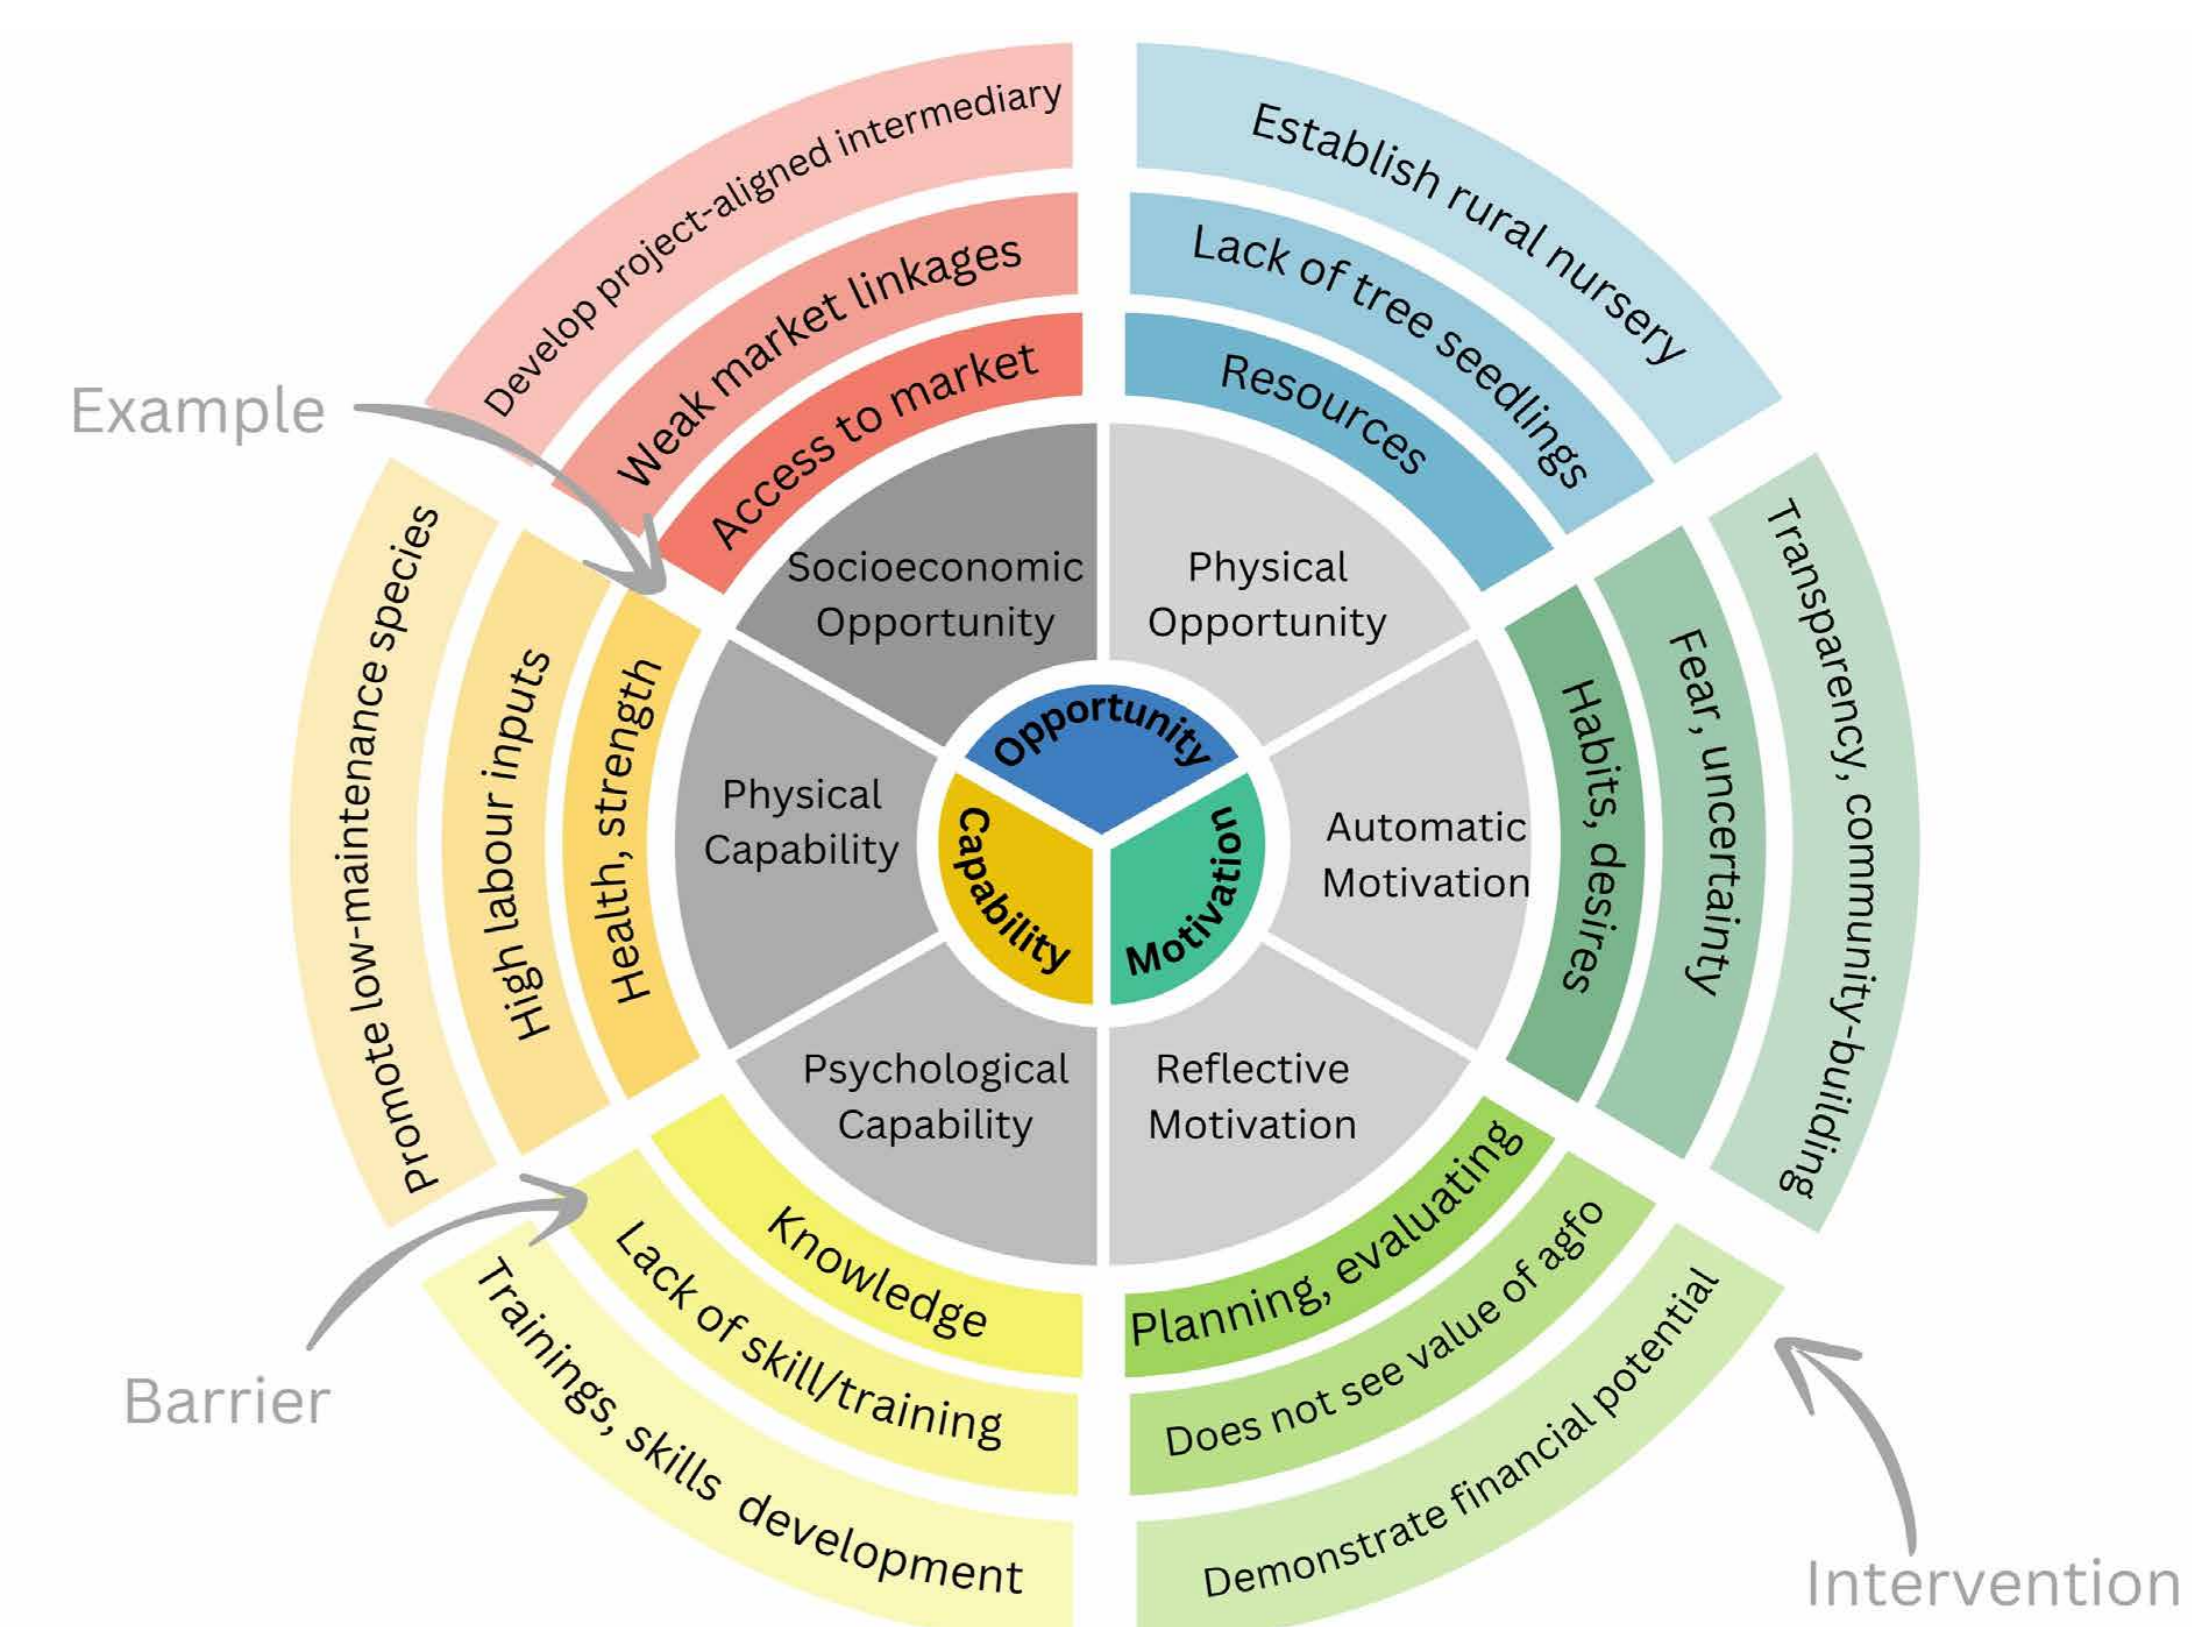 Develop project-aligned intermediary
Weak market linkages
Access to market
Establish rural nursery
Lack of tree seedlings
Resources
Example
Socioeconomic
Opportunity
Physical
Opportunity
Opportunity
Capability
Motivation
Physical
Capability
Automatic
Motivation
Psychological
Capability
Reflective
Motivation
Promote low-maintenance species
High labour inputs
Health, strength
Habits, desires
Fear, uncertainty
Transparency, community-building
Knowledge
Lack of skill/training
Trainings, skills development
Planning, evaluating
Does not see value of agfo
Demonstrate financial potential
Barrier
Intervention